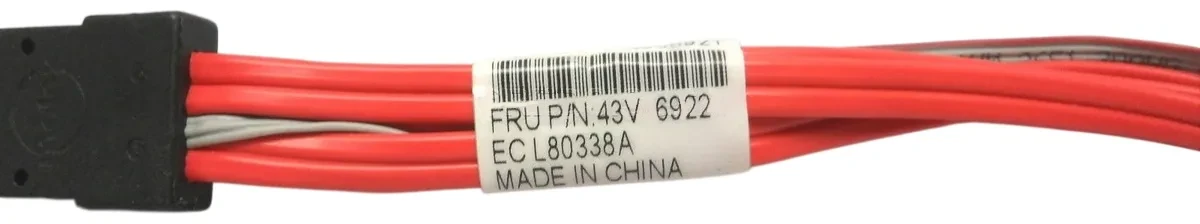 FRU P/N:43V 6922
EC L80338A
MADE IN CHINA